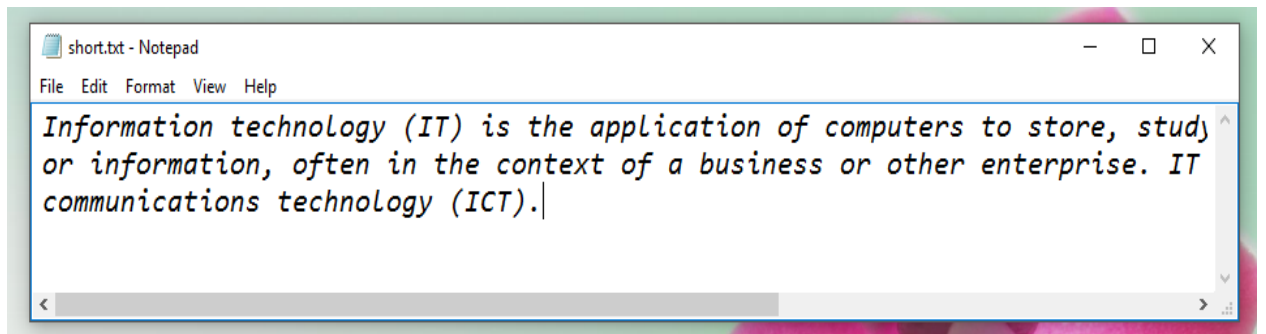 short.txt - Notepad
File Edit Format View Help
Information technology (IT) is the application of computers to store,
or information, often in the context of a business or other enterprise. IT
communications technology (ICT).